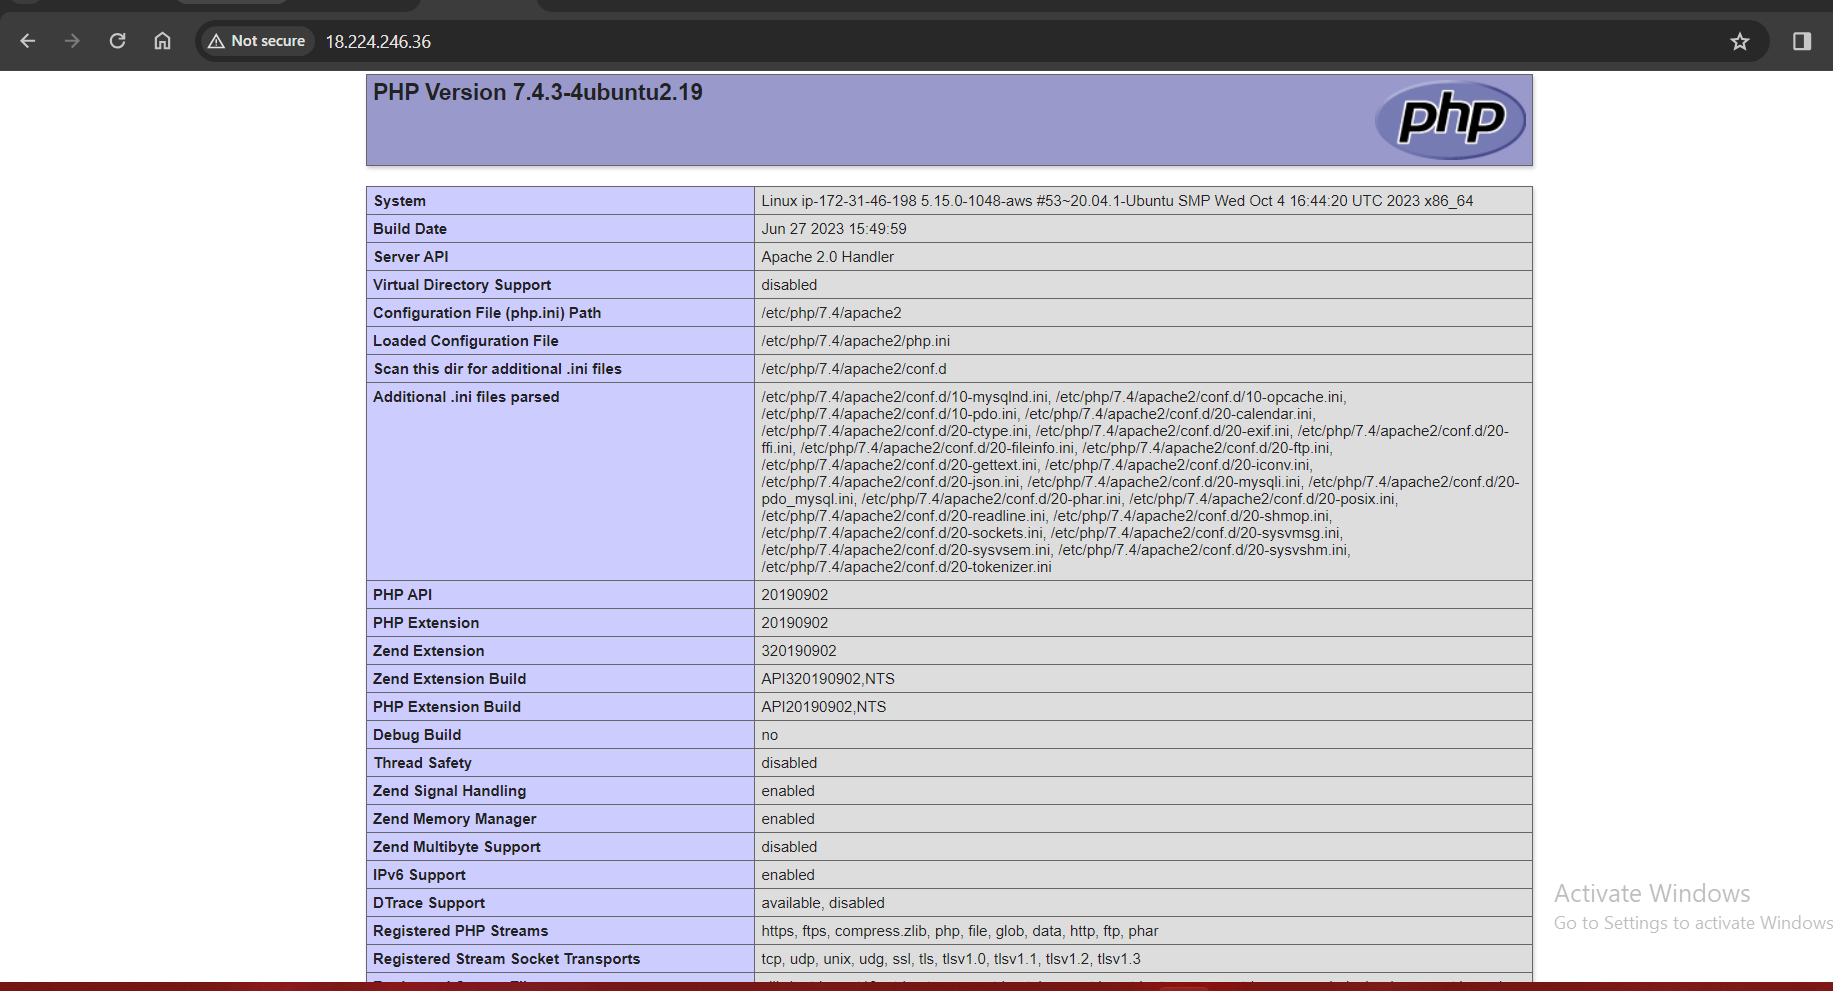 Not secure 18.224.246.36
PHP Version 7.4.3-4ubuntu2.19
php
System Linux ip-172-31-46-198 5.15.0-1048-aws #53~20.04.1-Ubuntu SMP Wed Oct 4 16:44:20 UTC 2023 x86_64
Build Date Jun 27 2023 15:49:59
Server API Apache 2.0 Handler
Virtual Directory Support disabled
Configuration File (php.ini) Path /etc/php/7.4/apache2
Loaded Configuration File /etc/php/7.4/apache2/php.ini
Scan this dir for additional .ini files /etc/php/7.4/apache2/conf.d
Additional .ini files parsed /etc/php/7.4/apache2/conf.d/10-mysqlnd.ini, /etc/php/7.4/apache2/conf.d/10-opcache.ini,
/etc/php/7.4/apache2/conf.d/10-pdo.ini, /etc/php/7.4/apache2/conf.d/20-calendar.ini,
/etc/php/7.4/apache2/conf.d/20-ctype.ini, /etc/php/7.4/apache2/conf.d/20-exif.ini, /etc/php/7.4/apache2/conf.d/20-
ffi.ini, /etc/php/7.4/apache2/conf.d/20-fileinfo.ini, /etc/php/7.4/apache2/conf.d/20-ftp.ini,
/etc/php/7.4/apache2/conf.d/20-gettext.ini, /etc/php/7.4/apache2/conf.d/20-iconv.ini,
/etc/php/7.4/apache2/conf.d/20-json.ini, /etc/php/7.4/apache2/conf.d/20-mysqli.ini, /etc/php/7.4/apache2/conf.d/20-
pdo_mysql.ini, /etc/php/7.4/apache2/conf.d/20-phar.ini, /etc/php/7.4/apache2/conf.d/20-posix.ini,
/etc/php/7.4/apache2/conf.d/20-readline.ini, /etc/php/7.4/apache2/conf.d/20-shmop.ini,
/etc/php/7.4/apache2/conf.d/20-sockets.ini, /etc/php/7.4/apache2/conf.d/20-sysvmsg.ini,
/etc/php/7.4/apache2/conf.d/20-sysvsem.ini, /etc/php/7.4/apache2/conf.d/20-sysvshm.ini,
/etc/php/7.4/apache2/conf.d/20-tokenizer.ini
PHP API 20190902
PHP Extension 20190902
Zend Extension 320190902
Zend Extension Build API320190902,NTS
PHP Extension Build API20190902,NTS
Debug Build no
Thread Safety disabled
Zend Signal Handling enabled
Zend Memory Manager enabled
Zend Multibyte Support disabled
IPv6 Support enabled
DTrace Support available, disabled
Registered PHP Streams https, ftps, compress.zlib, php, file, glob, data, http, ftp, phar
Registered Stream Socket Transports tcp, udp, unix, udg, ssl, tls, tlsv1.0, tlsv1.1, tlsv1.2, tlsv1.3
Activate Windows
Go to Settings to activate Windows